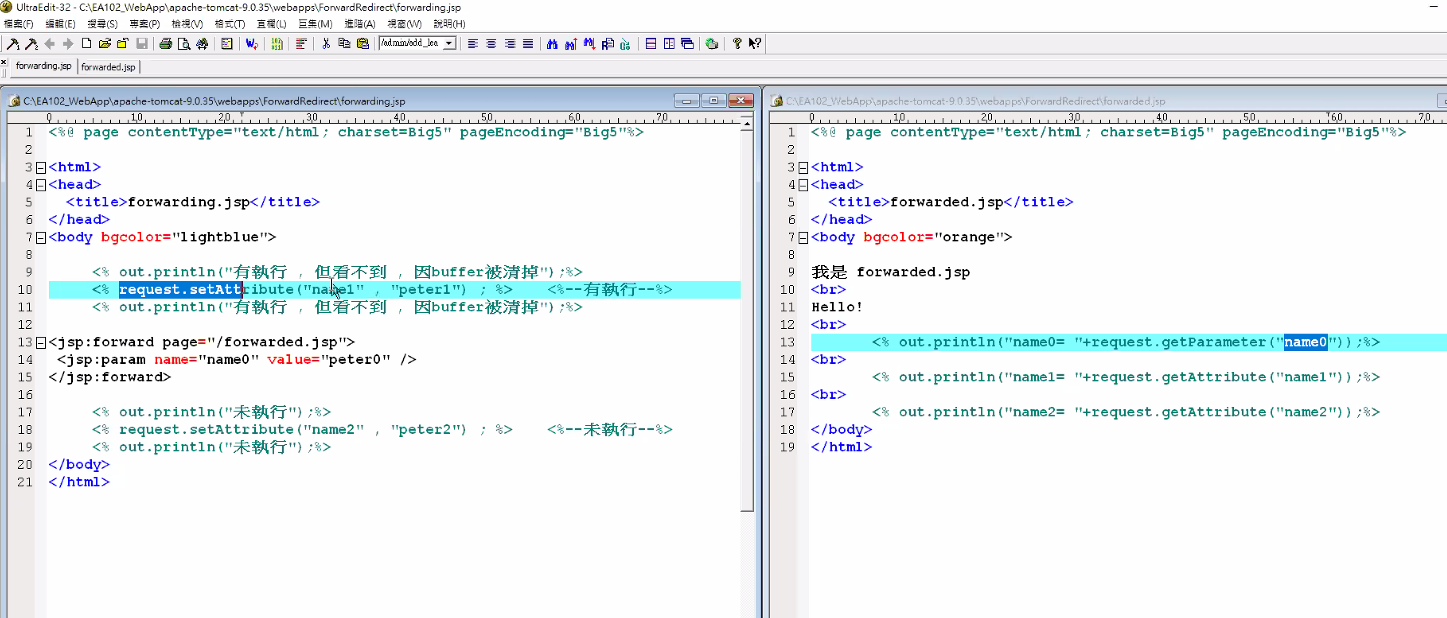 UltraEdit-32 - C:\EA102_WebApp\apache-tomcat-9.0.35\webapps\ForwardRedirect\forwarding.jsp
檔案(F) 編輯(E) 搜尋(S) 專案(P) 檢視(V) 格式(T) 直欄(L) 巨集(M) 進階(A) 視窗(W) 說明(H)
forwarding.jsp forwarded.jsp
C:\EA102_WebApp\apache-tomcat-9.0.35\webapps\ForwardRedirect\forwarding.jsp
0 10 20 30 40 50 60 70
1 <%@ page contentType="text/html; charset=Big5" pageEncoding="Big5"%>
2
3 <html>
4 <head>
5 <title>forwarding.jsp</title>
6 </head>
7 <body bgcolor="lightblue">
8
9 <% out.println("有執行 , 但看不到 , 因buffer被清掉");%>
10 <% request.setAttribute("name1" , "peter1") ; %> <%--有執行--%>
11 <% out.println("有執行 , 但看不到 , 因buffer被清掉");%>
12
13 <jsp:forward page="/forwarded.jsp">
14 <jsp:param name="name0" value="peter0" />
15 </jsp:forward>
16
17 <% out.println("未執行");%>
18 <% request.setAttribute("name2" , "peter2") ; %> <%--未執行--%>
19 <% out.println("未執行");%>
20 </body>
21 </html>
C:\EA102_WebApp\apache-tomcat-9.0.35\webapps\ForwardRedirect\forwarded.jsp
0 10 20 30 40 50 60 70
1 <%@ page contentType="text/html; charset=Big5" pageEncoding="Big5"%>
2
3 <html>
4 <head>
5 <title>forwarded.jsp</title>
6 </head>
7 <body bgcolor="orange">
8
9 我是 forwarded.jsp
10 <br>
11 Hello!
12 <br>
13 <% out.println("name0= "+request.getParameter("name0"));%>
14 <br>
15 <% out.println("name1= "+request.getAttribute("name1"));%>
16 <br>
17 <% out.println("name2= "+request.getAttribute("name2"));%>
18 </body>
19 </html>